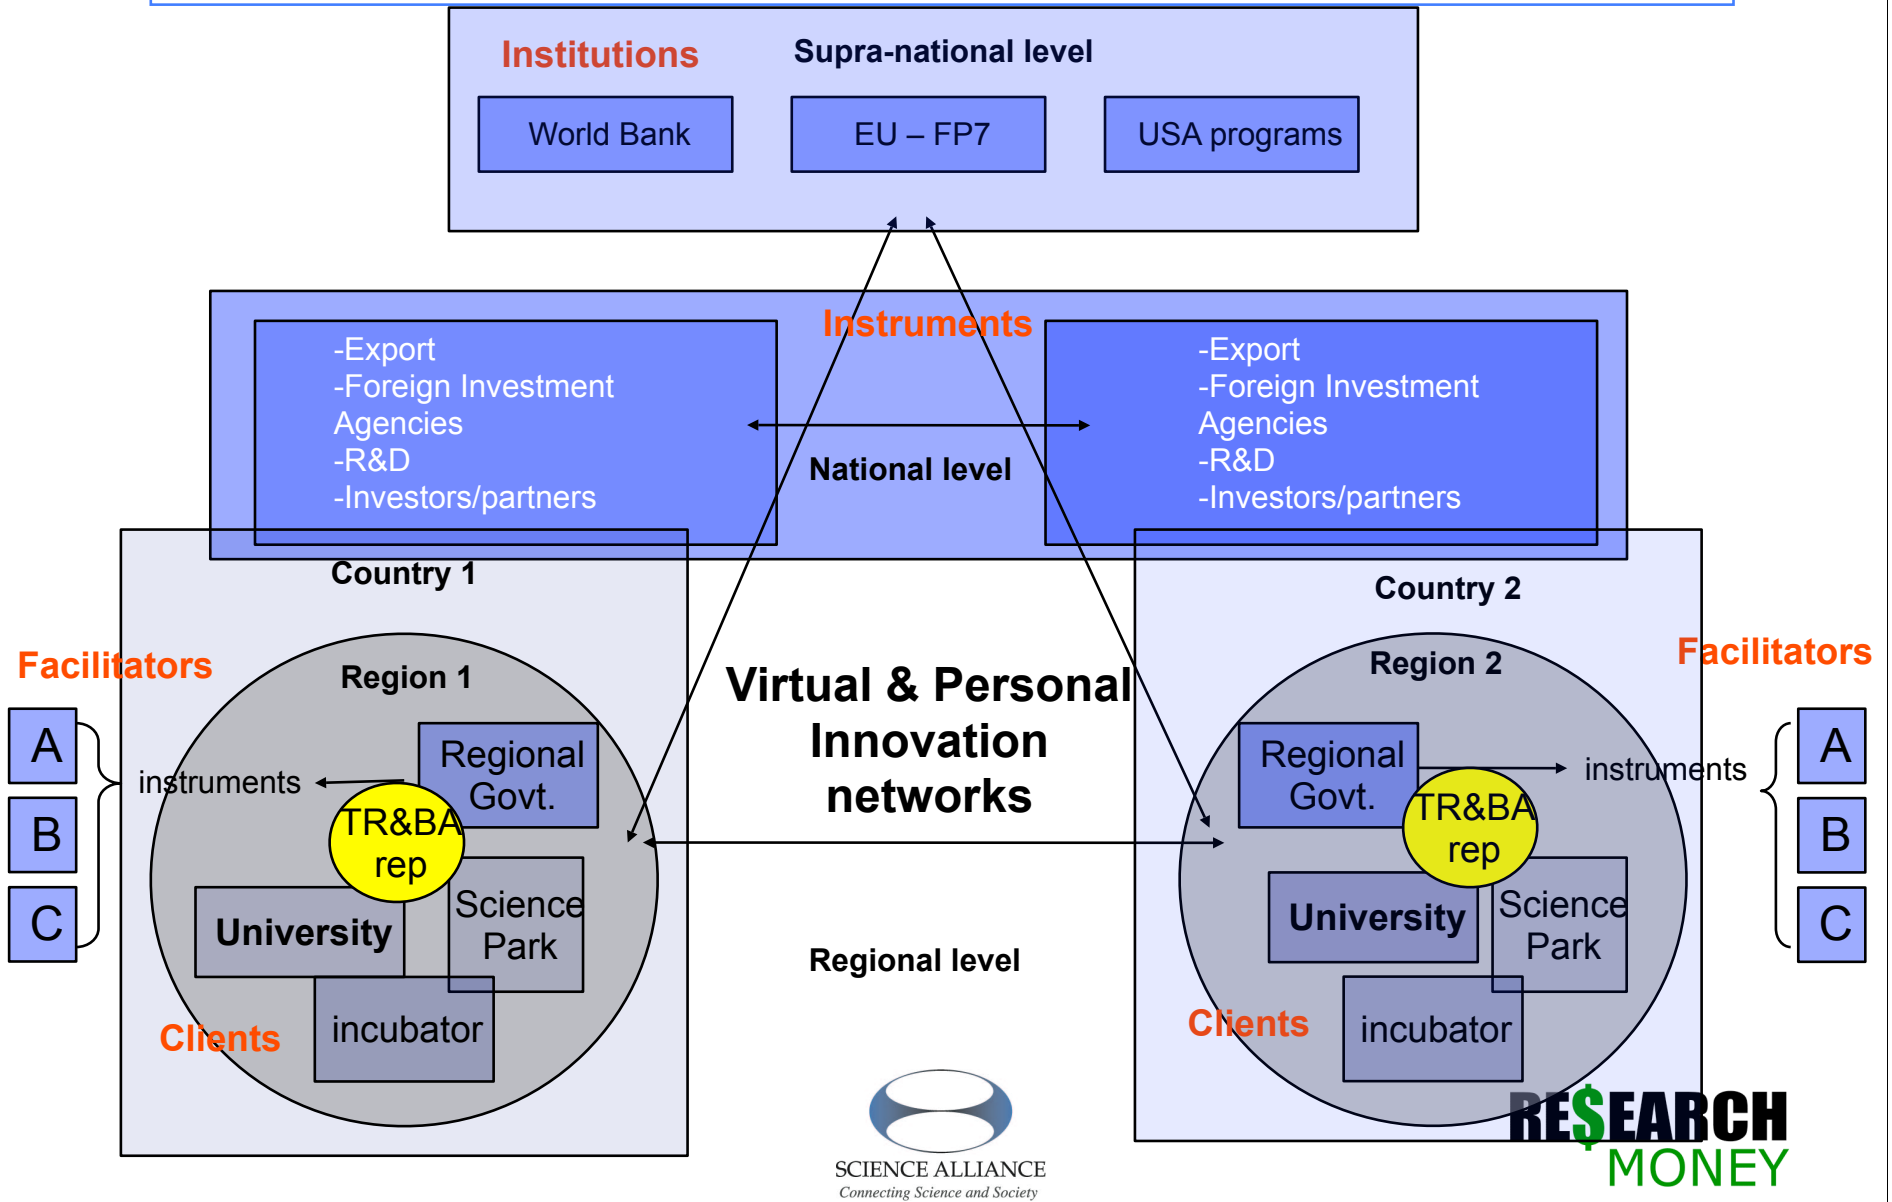 Institutions
Supra-national level
World Bank
EU – FP7
USA programs
Instruments
-Export
-Foreign Investment
Agencies
-R&D
-Investors/partners
National level
-Export
-Foreign Investment
Agencies
-R&D
-Investors/partners
Country 1
Country 2
Facilitators
Region 1
A
B
C
instruments
Regional
Govt.
TR&BA
rep
University
Science
Park
incubator
Clients
Virtual & Personal
Innovation
networks
Regional level
Region 2
Facilitators
Regional
Govt.
TR&BA
rep
instruments
A
B
C
University
Science
Park
incubator
Clients
SCIENCE ALLIANCE
Connecting Science and Society
RE$EARCH
MONEY